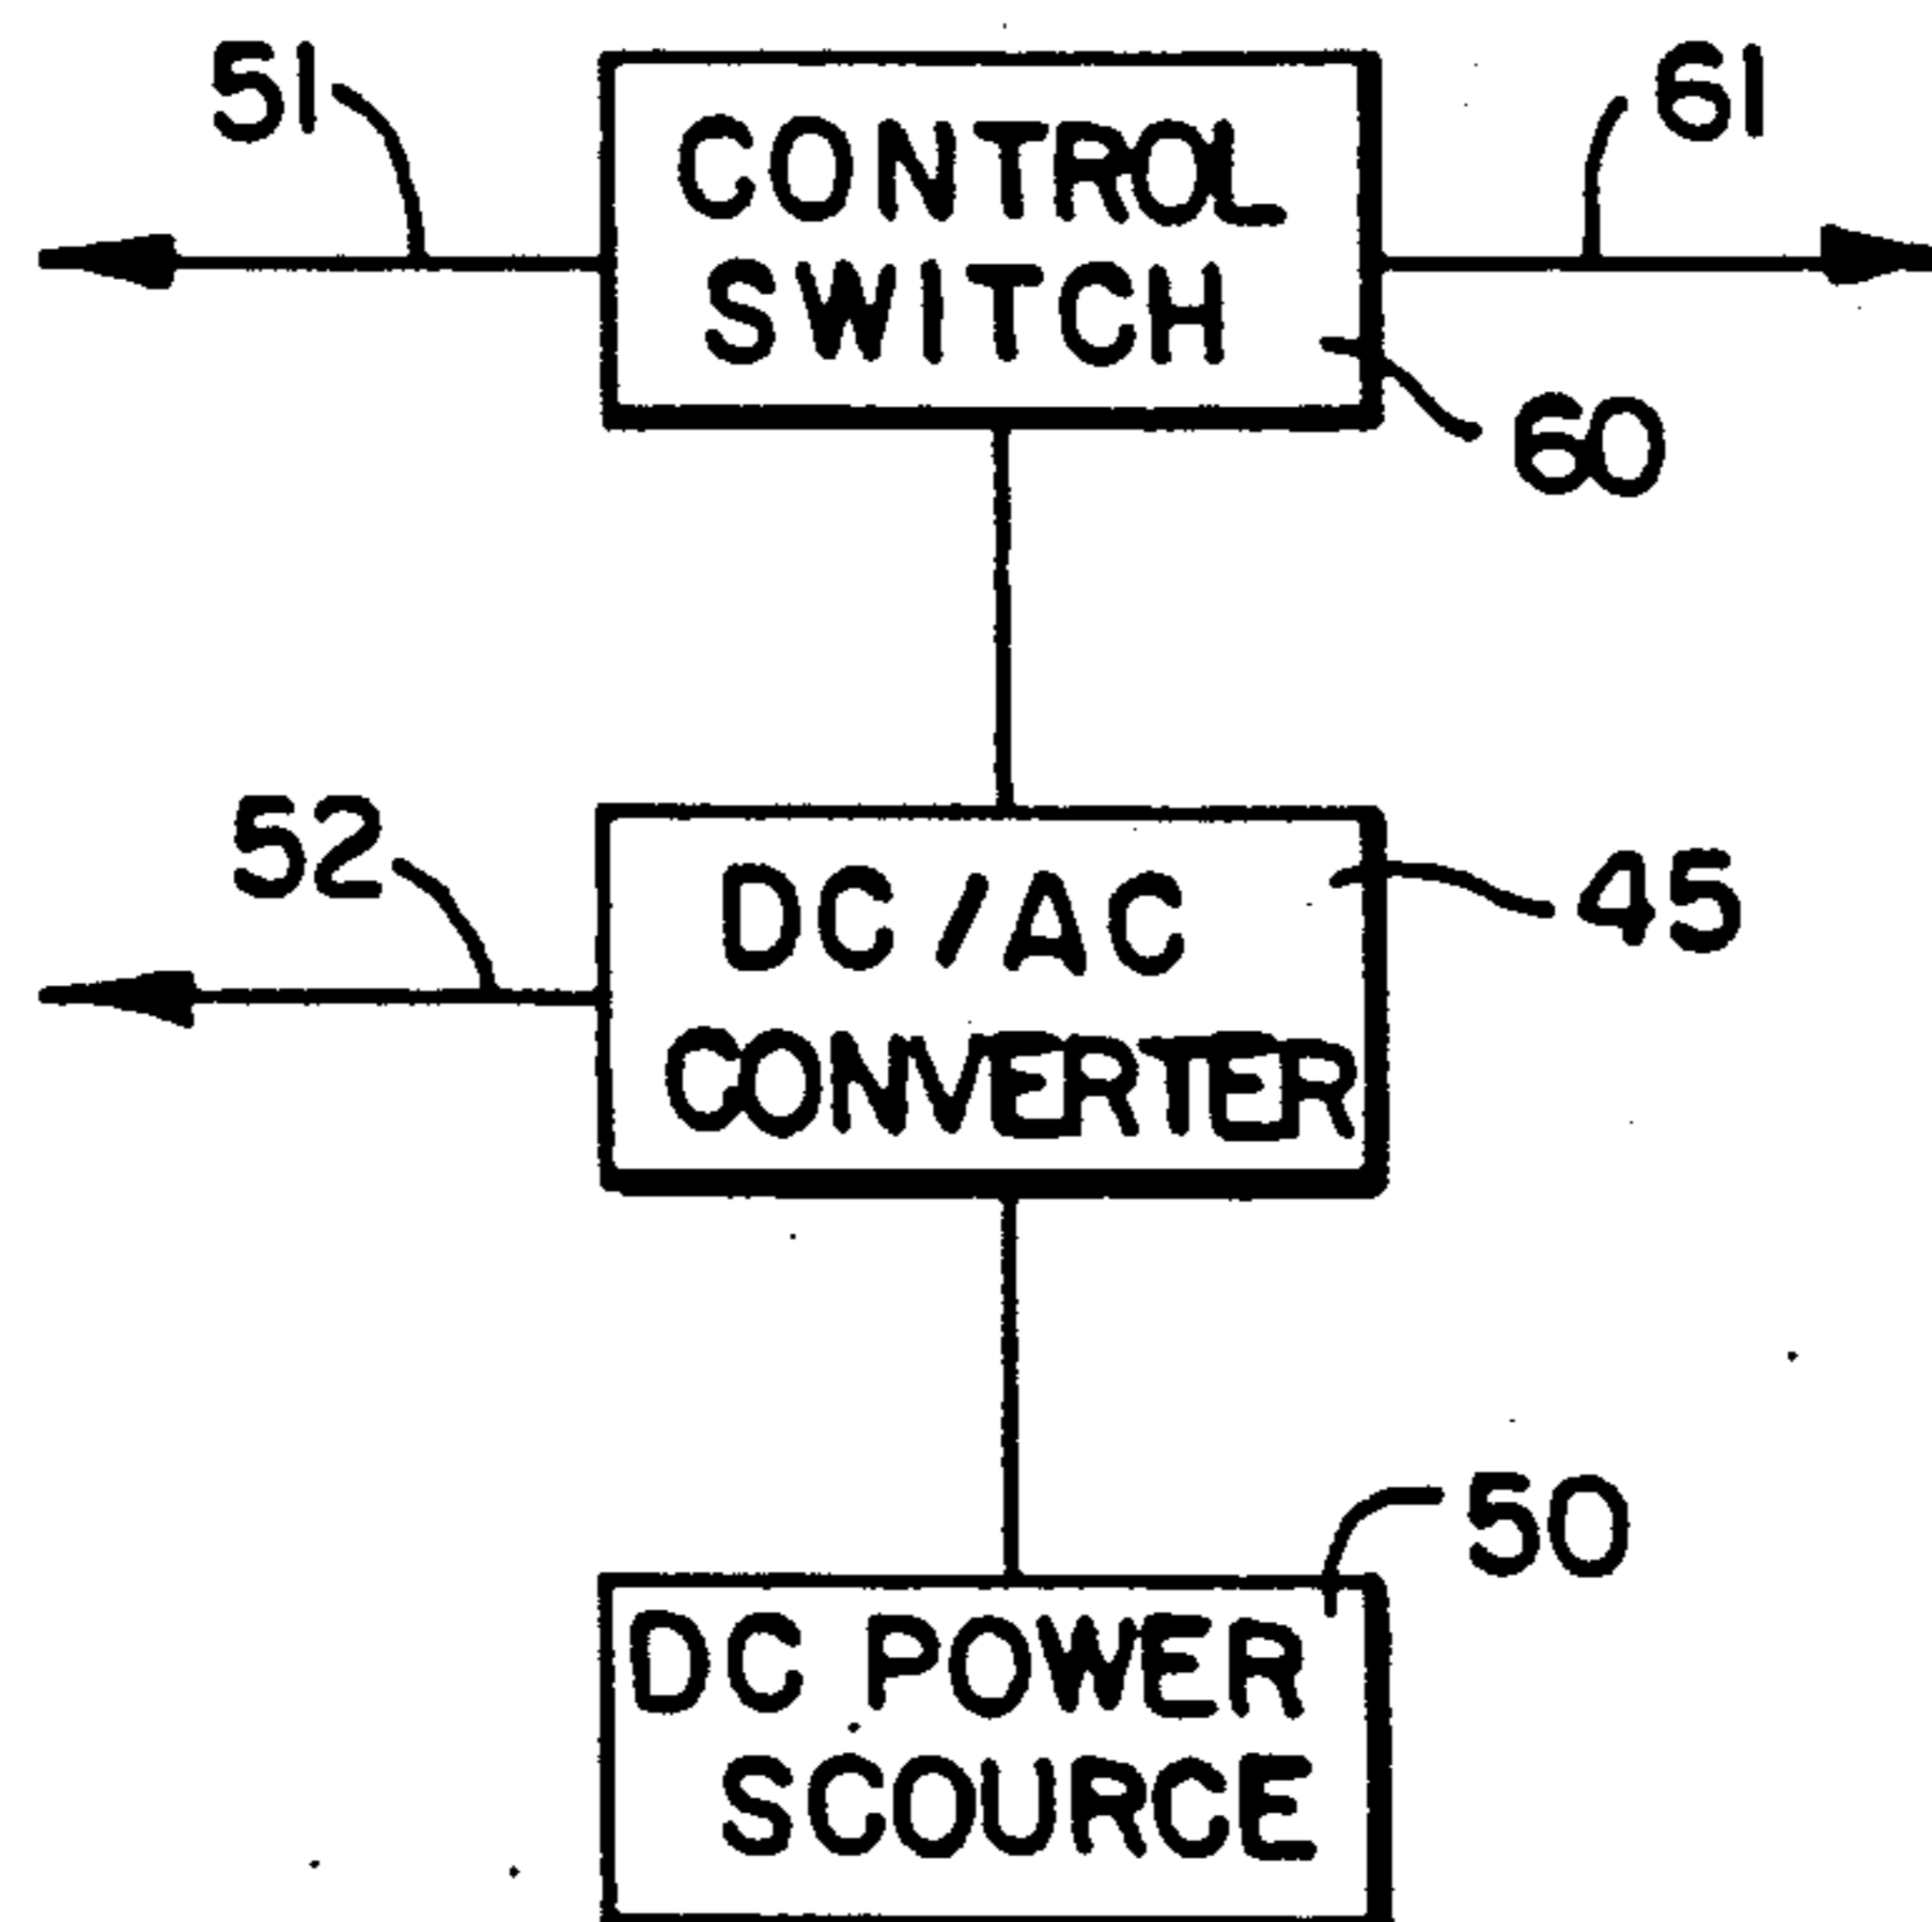 51
61
CONTROL
SWITCH
60
52
DC/AC
45
CONVERTER
50
DC POWER
SCOURCE